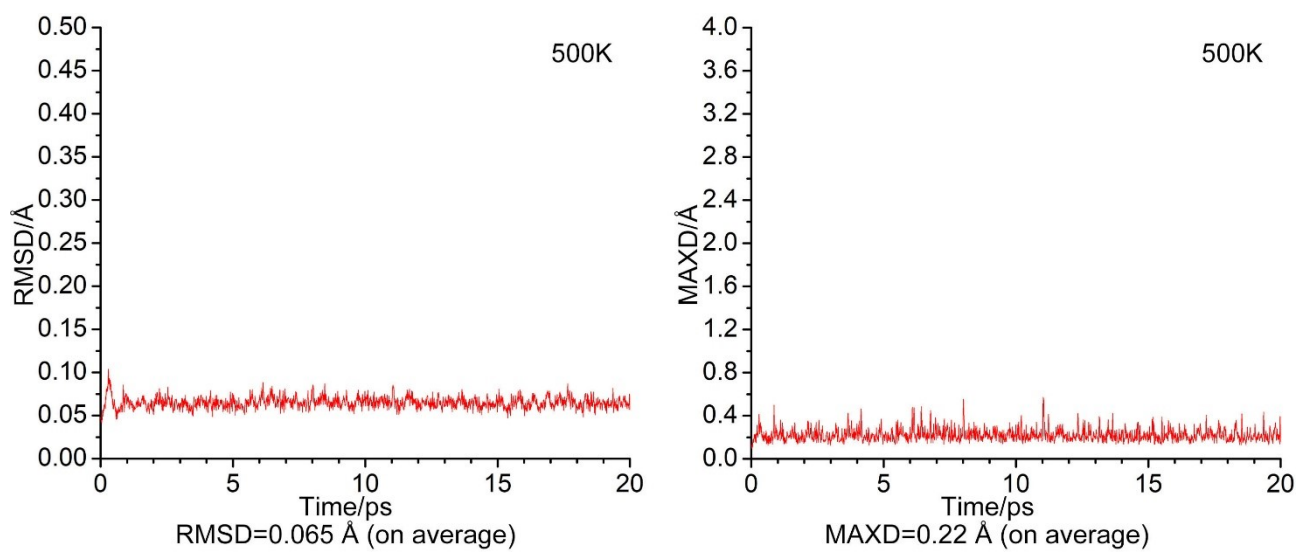 0.50
0.45
0.40
0.35
0.30
0.25
0.20
0.15
0.10
0.05
0.00
RMSD/Å
500K
0 5 10 15 20
Time/ps
RMSD=0.065 Å (on average)
4.0
3.6
3.2
2.8
2.4
2.0
1.6
1.2
0.8
0.4
0.0
MAXD/Å
500K
0 5 10 15 20
Time/ps
MAXD=0.22 Å (on average)